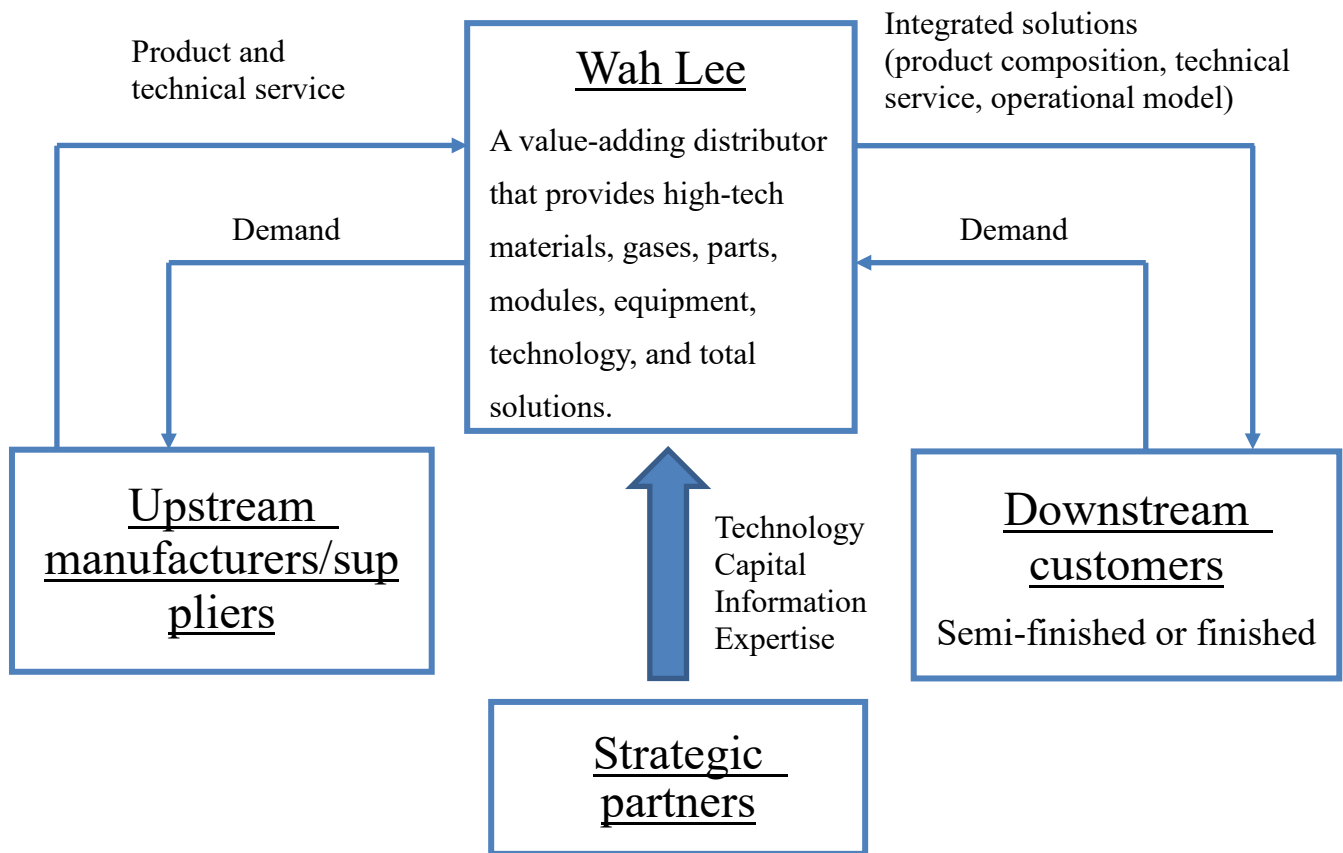 Product and
technical service
Wah Lee
A value-adding distributor
that provides high-tech
materials, gases, parts,
modules, equipment,
technology, and total
solutions.
Integrated solutions
(product composition, technical
service, operational model)
Demand
Demand
Upstream
manufacturers/sup
pliers
Technology
Capital
Information
Expertise
Downstream
customers
Semi-finished or finished
Strategic
partners